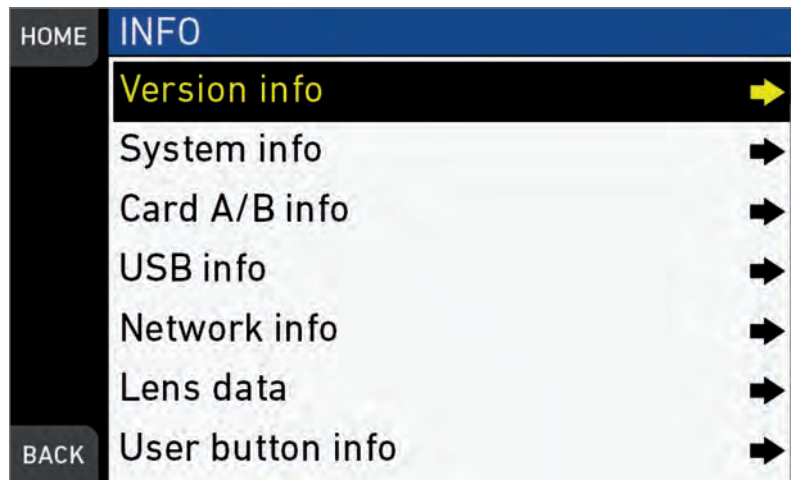 HOME
INFO
Version info
System info
Card A/B info
USB info
Network info
Lens data
User button info
BACK